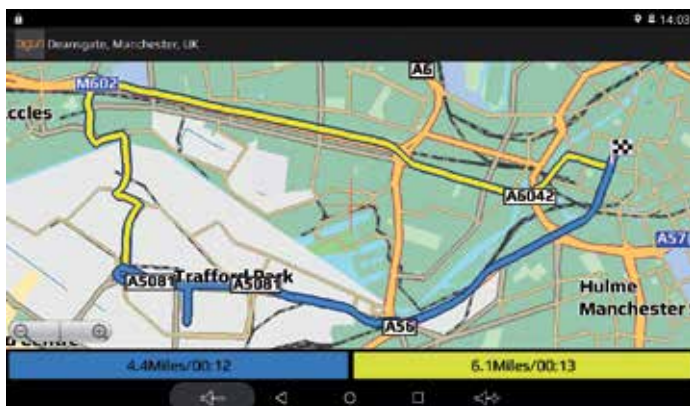 14:03
Deansgate, Manchester, UK
A6
M602
ccles
A6042
A57
A5081
Trafford Park
A5081
Hulme
Manchester
A56
4.4Miles/00:12
6.1Miles/00:13